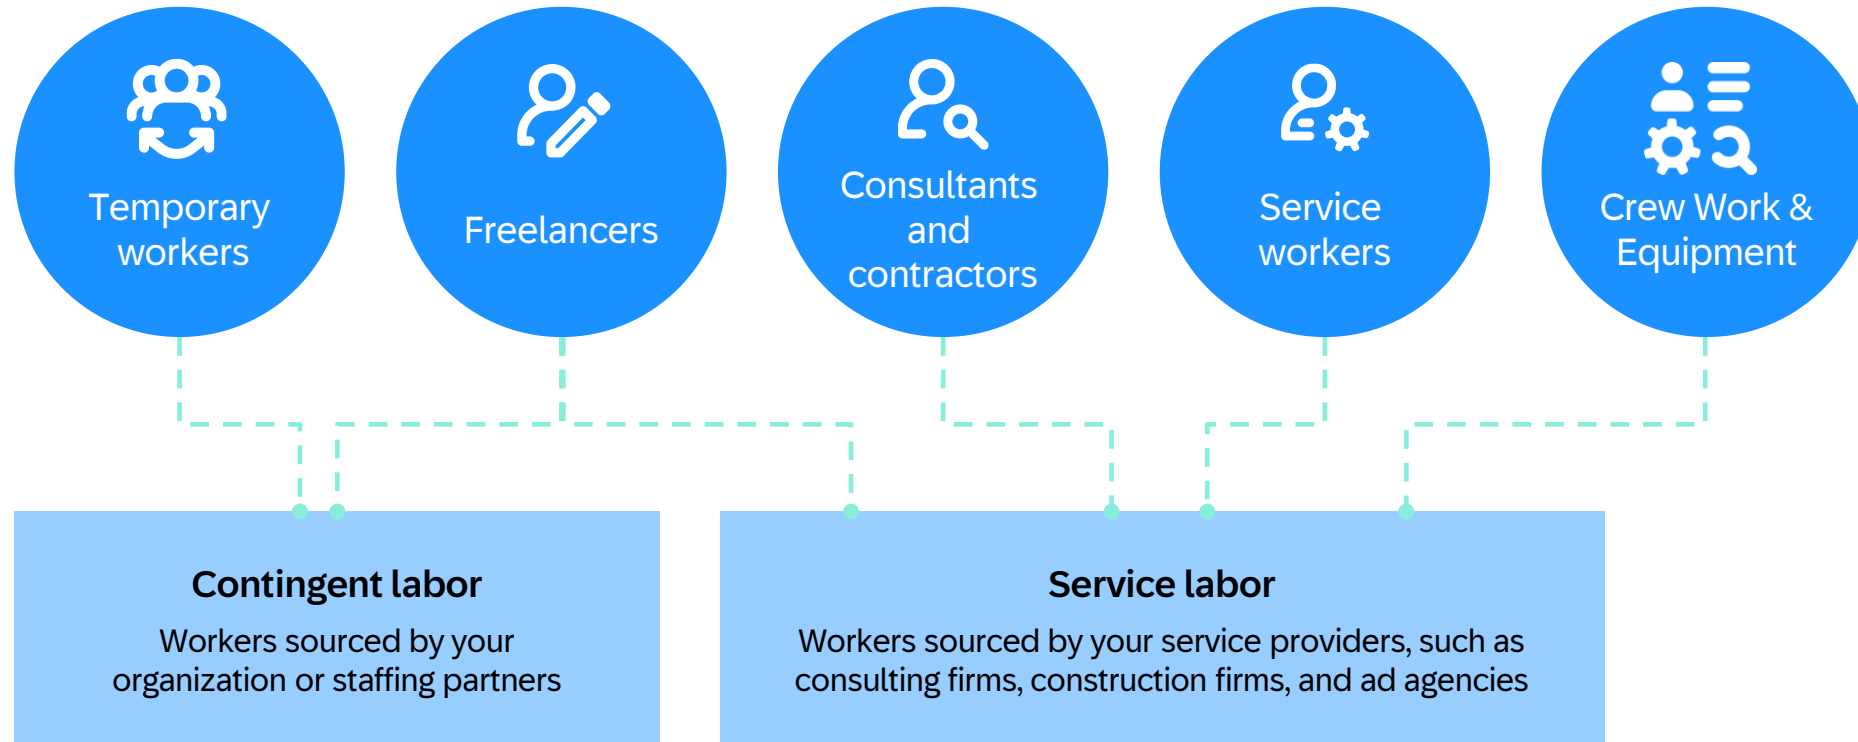 Temporary
workers
Freelancers
Consultants
and
contractors
Service
workers
Crew Work &
Equipment
Contingent labor
Workers sourced by your
organization or staffing partners
Service labor
Workers sourced by your service providers, such as
consulting firms, construction firms, and ad agencies